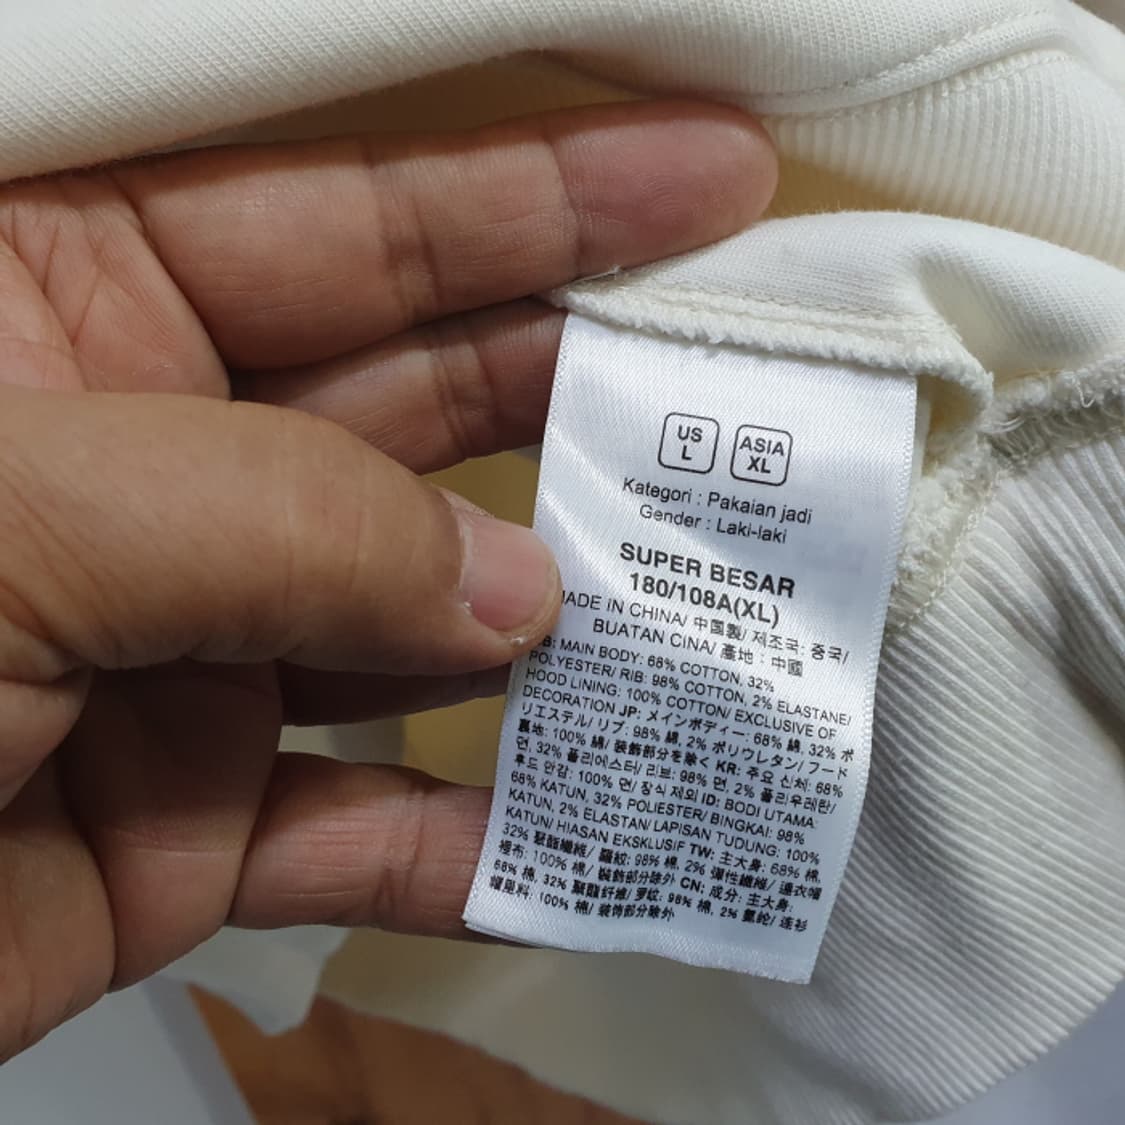 US
L
ASIA
XL
Kategori : Pakaian jadi
Gender : Laki-laki
SUPER BESAR
180/108A(XL)
ADE IN CHINA/ 中国製/ 제조국: 중국/
BUATAN CINA/ 產地 : 中國
B: MAIN BODY: 68% COTTON, 32%
POLYESTER/ RIB: 98% COTTON, 2% ELASTANE/
HOOD LINING: 100% COTTON/ EXCLUSIVE OF
DECORATION JP: メインボディー: 68% 綿, 32% ポ
リエステル/ リブ: 98% 綿, 2% ポリウレタン/ フード
裏地: 100% 綿/ 装飾部分を除く KR: 주요 신체: 68%
면, 32% 폴리에스터/ 리브: 98% 면, 2% 폴리우레탄/
후드 안감: 100% 면/ 장식 제외 ID: BODI UTAMA:
68% KATUN, 32% POLIESTER/ BINGKAI: 98%
KATUN, 2% ELASTAN/ LAPISAN TUDUNG: 100%
KATUN/ HIASAN EKSKLUSIF TW: 主大身: 68% 棉,
32% 聚酯纖維/ 羅紋: 98% 棉, 2% 彈性纖維/ 連衣帽
裡布: 100% 棉/ 裝飾部分除外 CN: 成分: 主大身:
68% 棉, 32% 聚酯纤维/ 罗纹: 98% 棉, 2% 氨纶/ 连衫
帽里料: 100% 棉/ 装饰部分除外